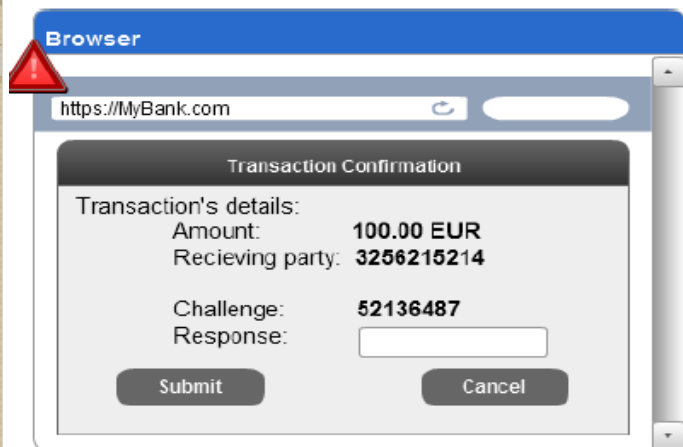 Browser
https://MyBank.com
Transaction Confirmation
Transaction's details:
Amount: 100.00 EUR
Recieving party: 3256215214
Challenge: 52136487
Response:
Submit Cancel